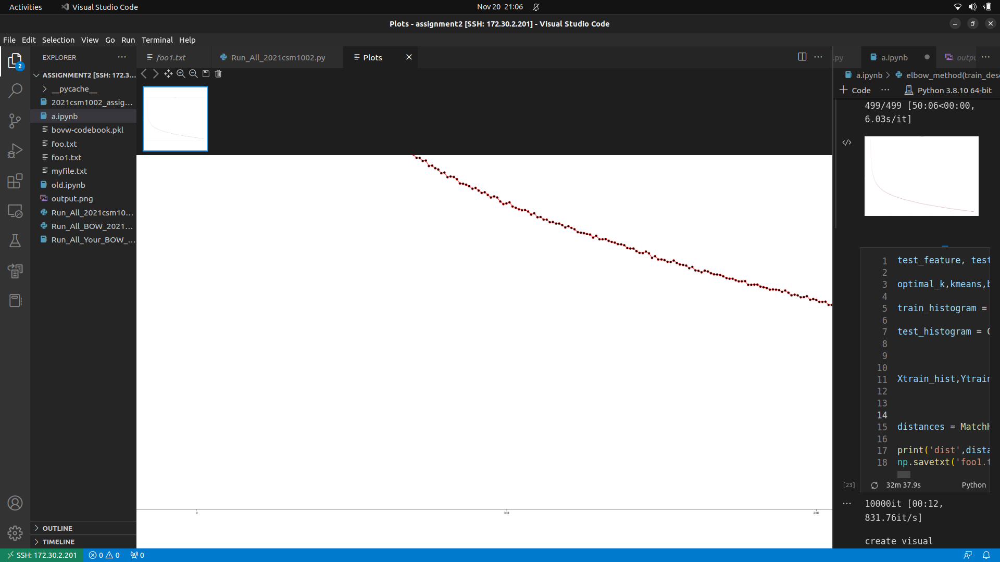 Activities
Visual Studio Code
Nov 20 21:06
Plots - assignment2 [SSH: 172.30.2.201] - Visual Studio Code
File Edit Selection View Go Run Terminal Help
EXPLORER
ASSIGNMENT2 [SSH: 172.3...
__pycache__
2021csm1002_assig...
a.ipynb
bovw-codebook.pkl
foo.txt
foo1.txt
myfile.txt
old.ipynb
output.png
Run_All_2021csm10...
Run_All_BOW_2021...
Run_All_Your_BOW_...
OUTLINE
TIMELINE
2
foo1.txt
Run_All_2021csm1002.py
Plots
0
100
200
.py
a.ipynb
outpu
a.ipynb > elbow_method(train_desc
Code
Python 3.8.10 64-bit
499/499 [50:06<00:00,
6.03s/it]
1 test_feature, test
2
3 optimal_k,kmeans,b
4
5 train_histogram =
6
7 test_histogram = C
8
9
10
11 Xtrain_hist,Ytrain
12
13
14
15 distances = MatchH
16
17 print('dist',dista
18 np.savetxt('foo1.t
[23]
32m 37.9s
Python
10000it [00:12,
831.76it/s]
create visual
SSH: 172.30.2.201
0
0
0